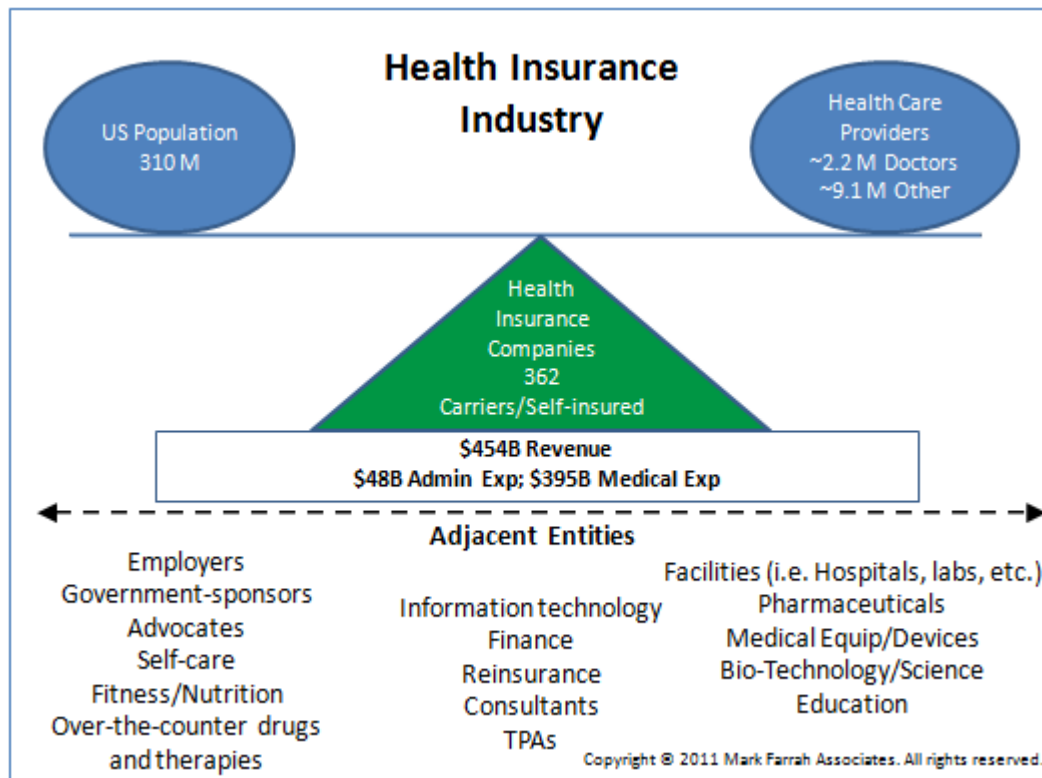 Health Insurance
Industry
US Population
310 M
Health Care
Providers
~2.2 M Doctors
~9.1 M Other
Health
Insurance
Companies
362
Carriers/Self-insured
$454B Revenue
$48B Admin Exp; $395B Medical Exp
Adjacent Entities
Employers
Government-sponsors
Advocates
Self-care
Fitness/Nutrition
Over-the-counter drugs
and therapies
Information technology
Finance
Reinsurance
Consultants
TPAs
Facilities (i.e. Hospitals, labs, etc.)
Pharmaceuticals
Medical Equip/Devices
Bio-Technology/Science
Education
Copyright © 2011 Mark Farrah Associates. All rights reserved.